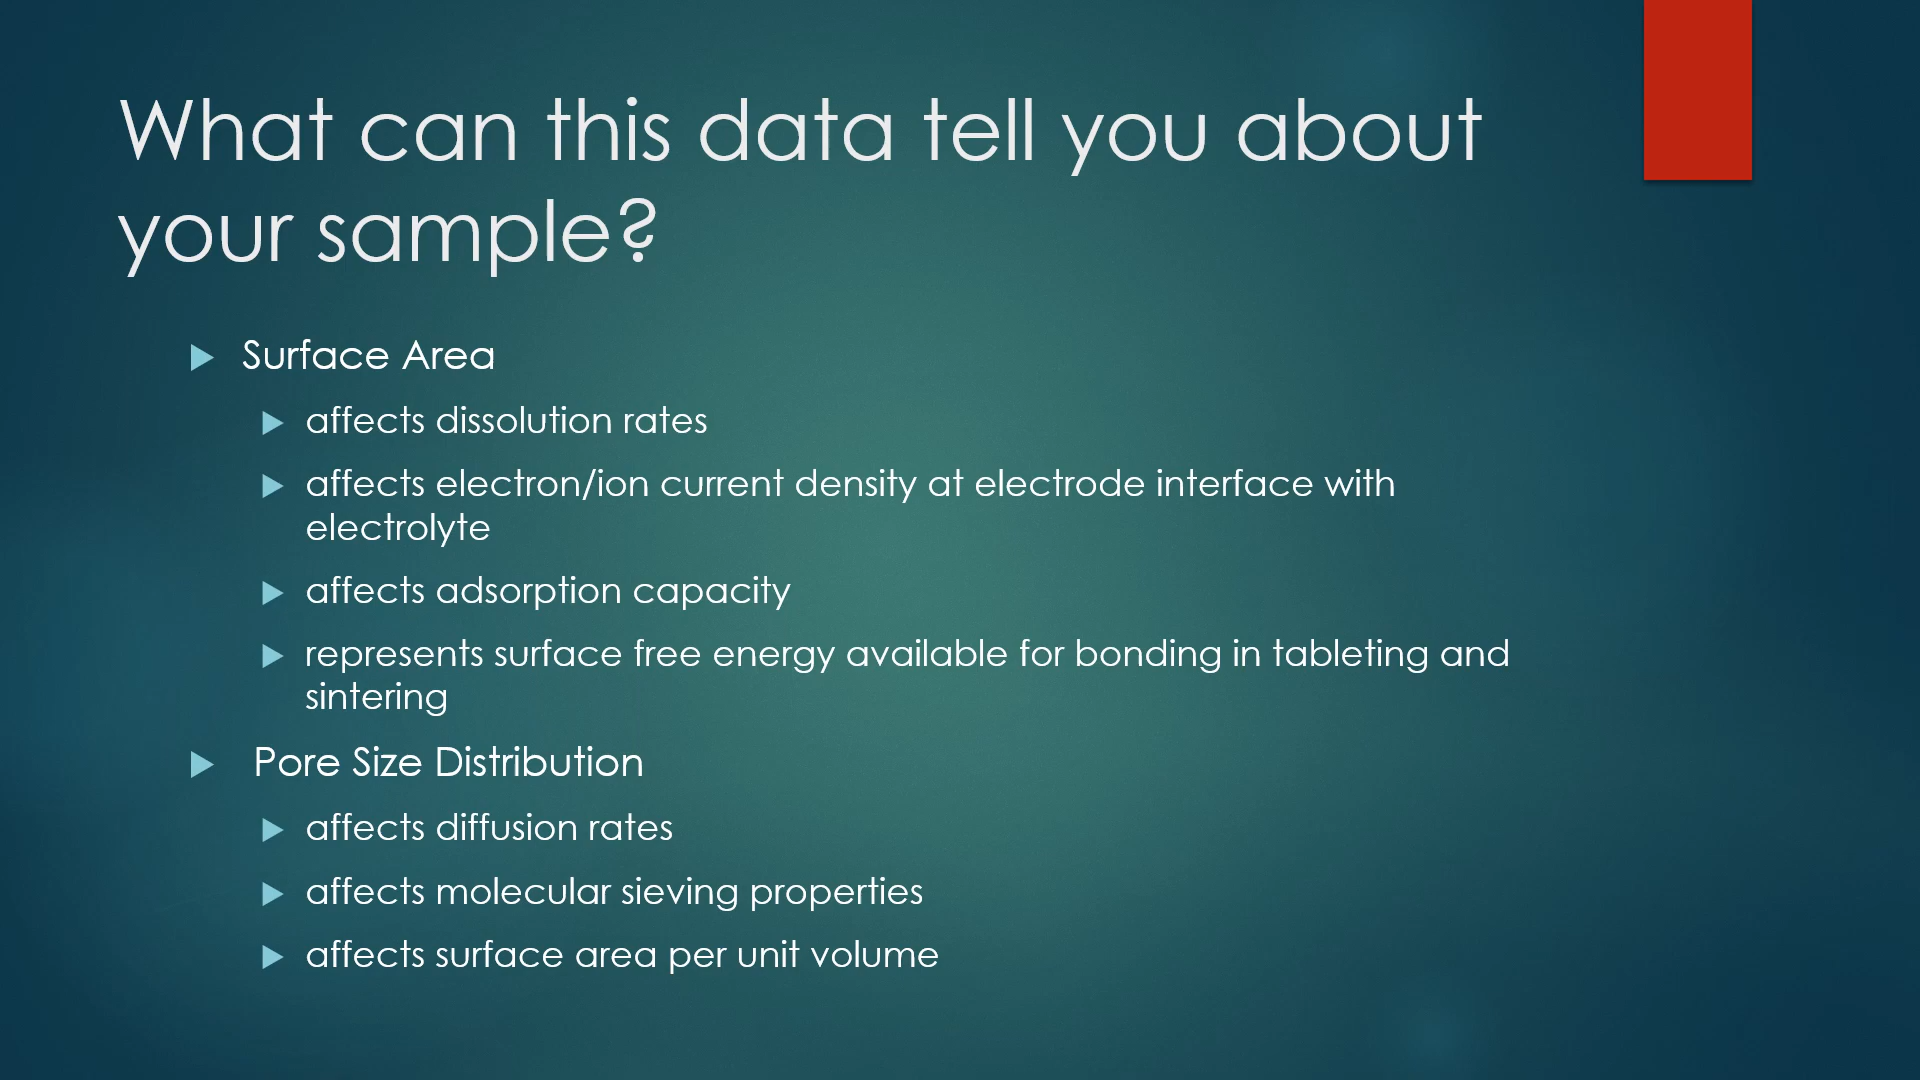 What can this data tell you about
your sample?
Surface Area
affects dissolution rates
affects electron/ion current density at electrode interface with
electrolyte
affects adsorption capacity
represents surface free energy available for bonding in tableting and
sintering
Pore Size Distribution
affects diffusion rates
affects molecular sieving properties
affects surface area per unit volume